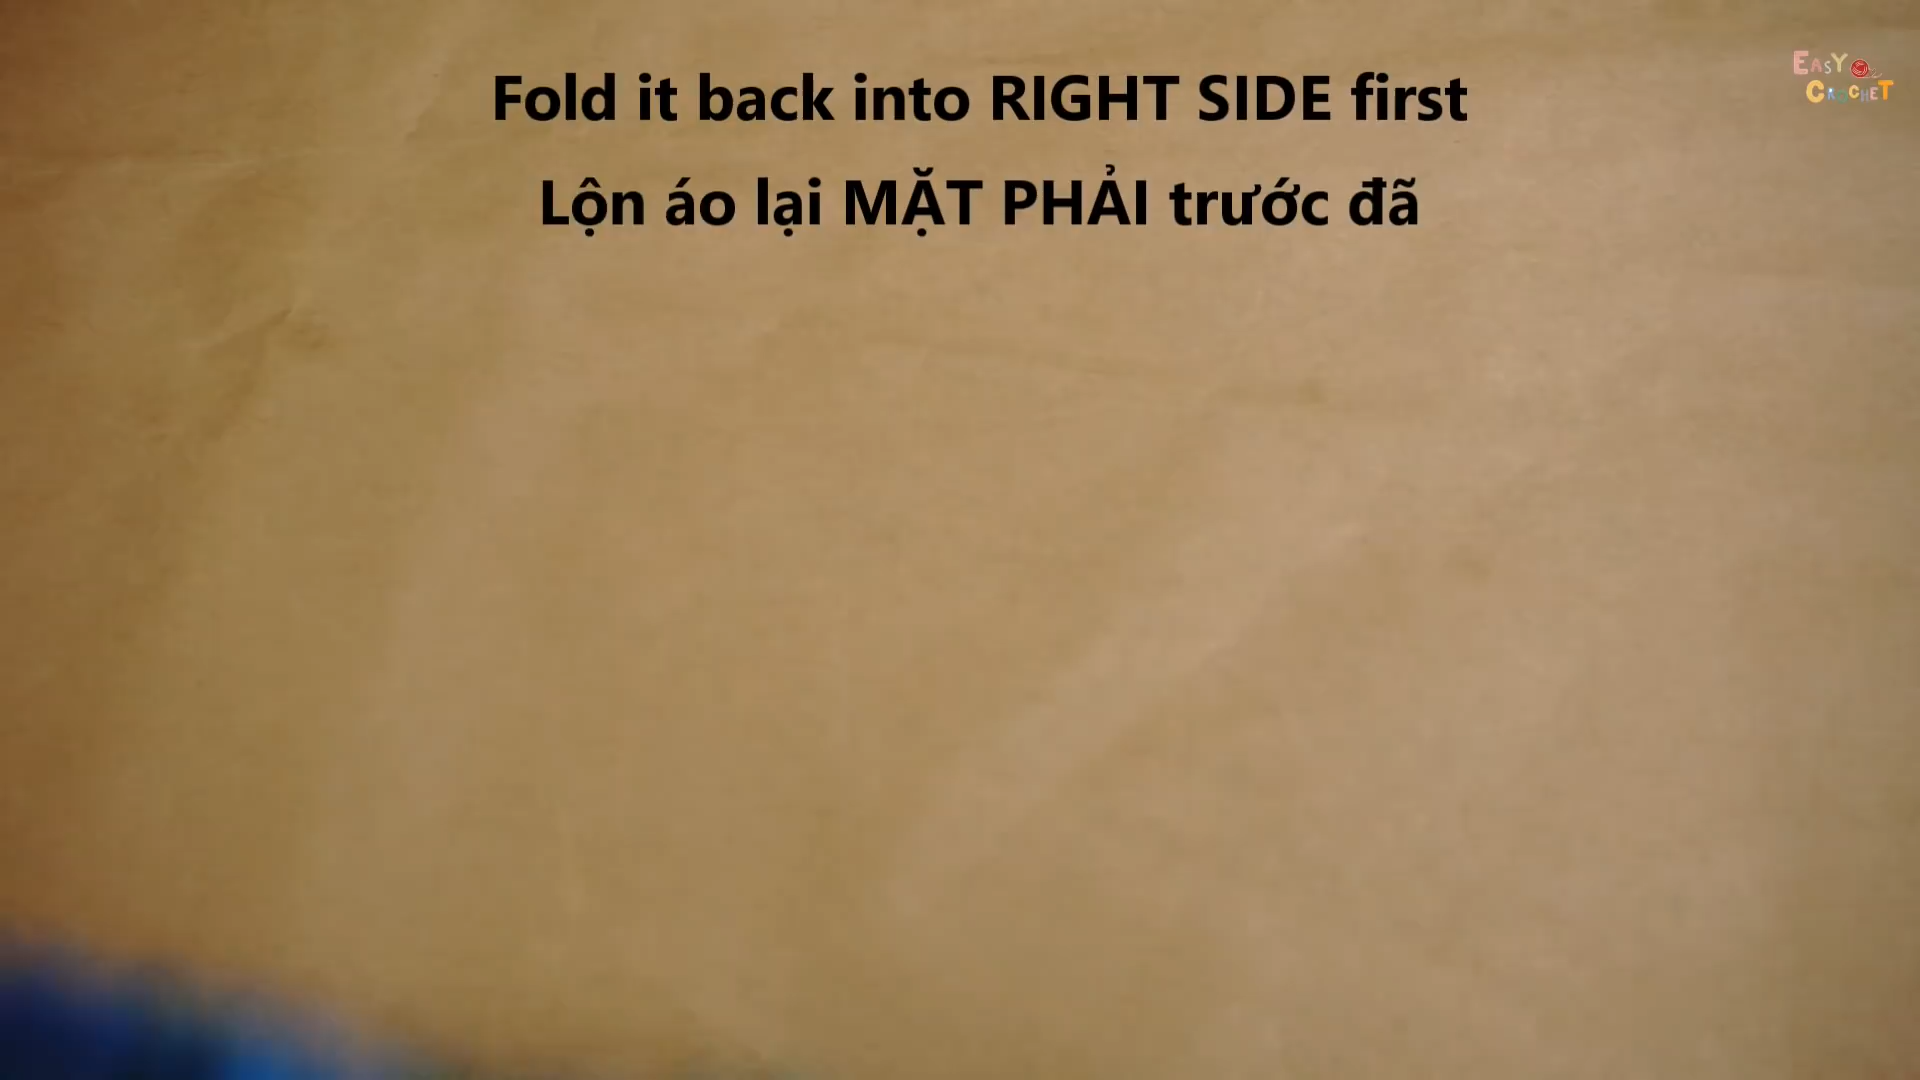 Fold it back into RIGHT SIDE first
Lộn áo lại MẶT PHẢI trước đã
EASY
CROCHET